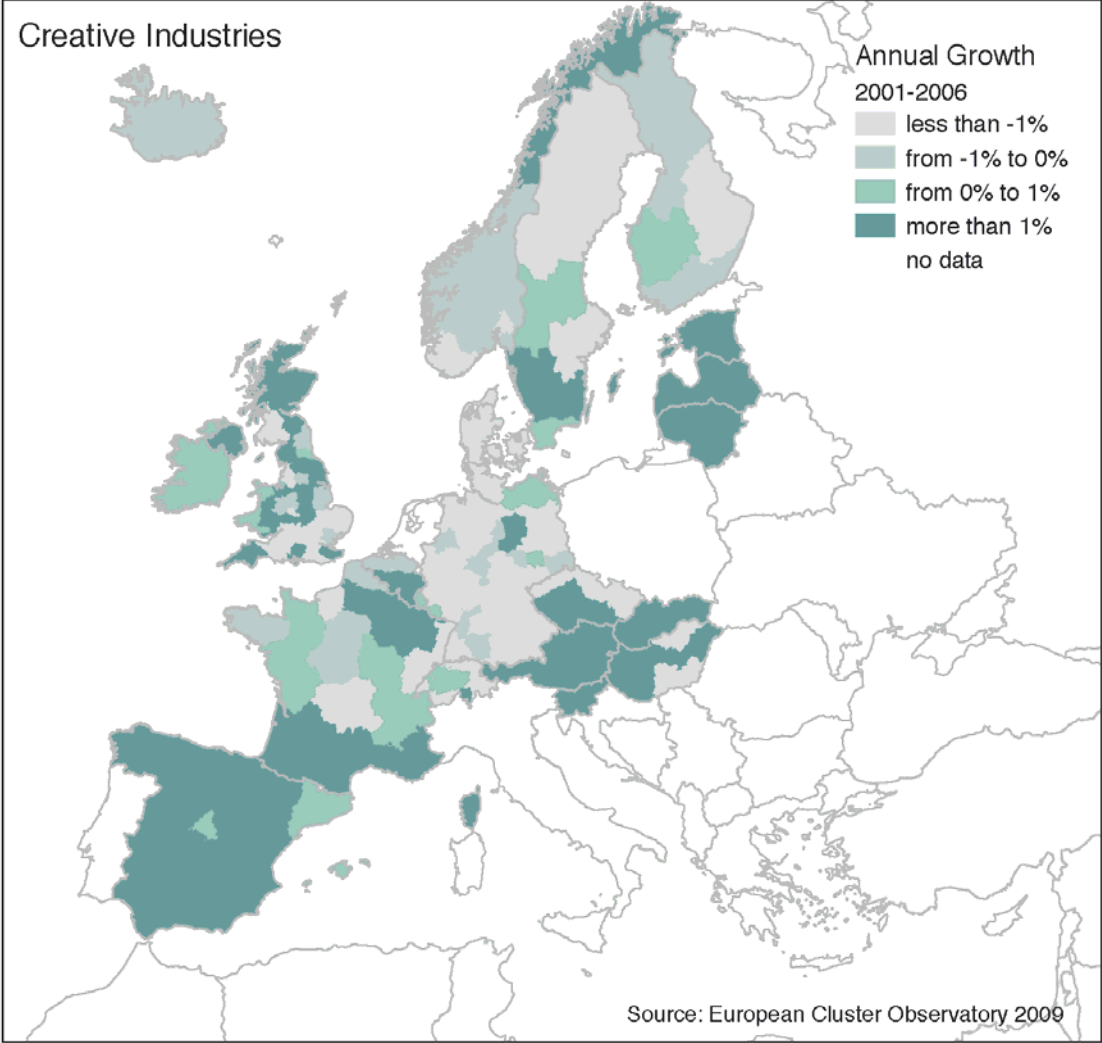 Creative Industries
Annual Growth
2001-2006
less than -1%
from -1% to 0%
from 0% to 1%
more than 1%
no data
Source: European Cluster Observatory 2009